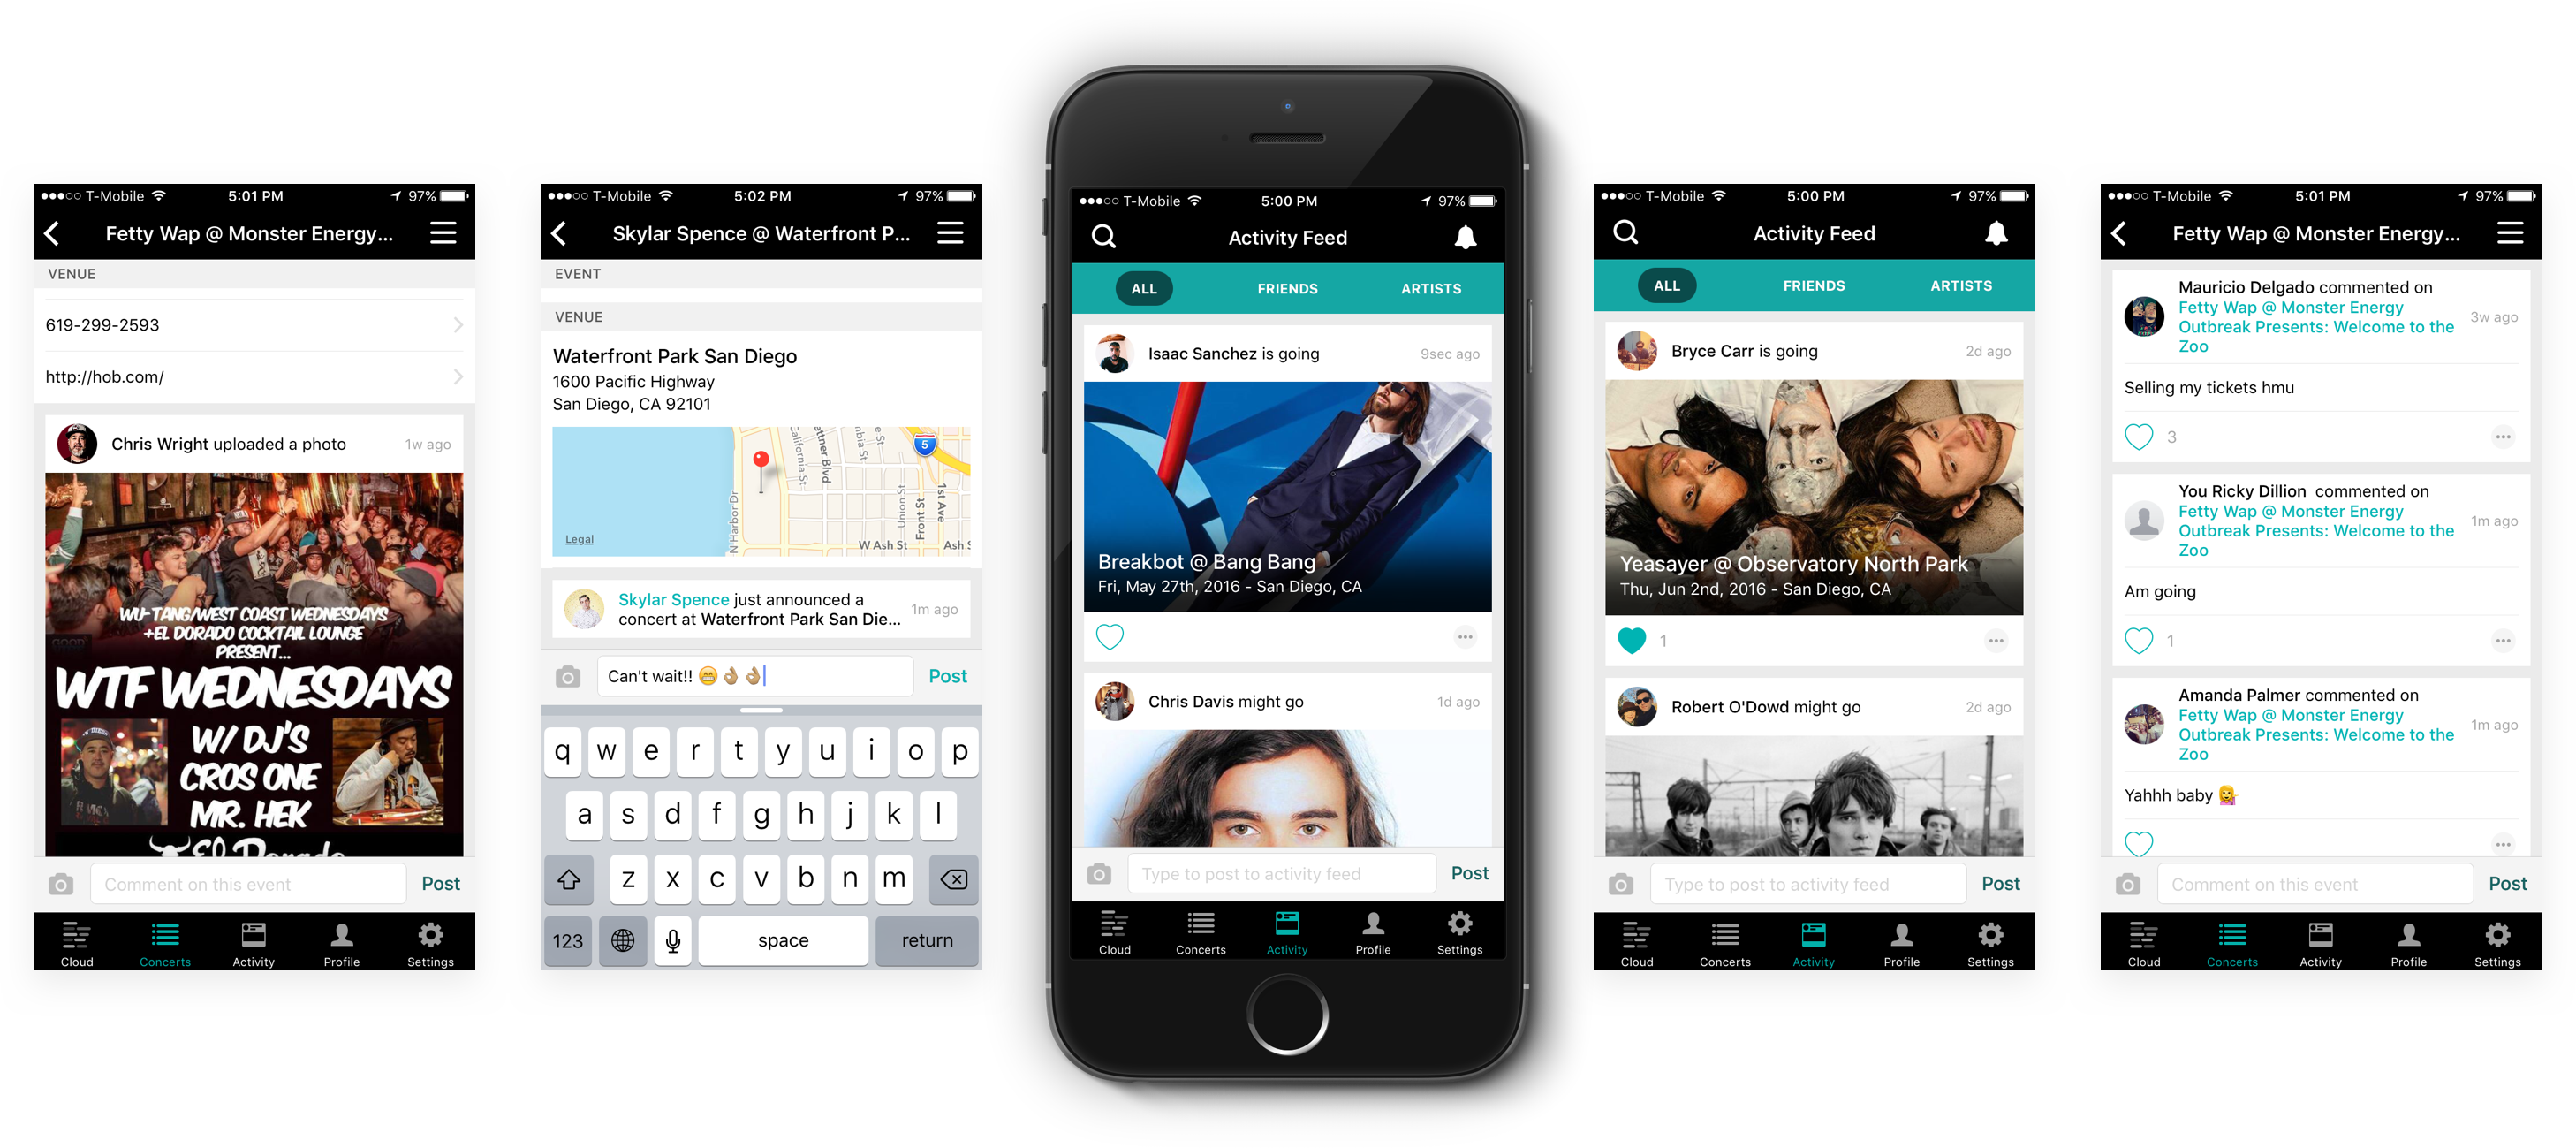 T-Mobile 5:01 PM 97%
Fetty Wap @ Monster Energy...
VENUE
619-299-2593
http://hob.com/
Chris Wright uploaded a photo 1w ago
WU-TANG/WEST COAST WEDNESDAYS
+EL DORADO COCKTAIL LOUNGE
PRESENT...
WTF WEDNESDAYS
W/ DJ'S
CROS ONE
MR. HEK
El Dorado
Comment on this event Post
Cloud Concerts Activity Profile Settings
T-Mobile 5:02 PM 97%
Skylar Spence @ Waterfront P...
EVENT
VENUE
Waterfront Park San Diego
1600 Pacific Highway
San Diego, CA 92101
California St
ettner Blvd
mbia St
e St
5
N Harbor Dr
Union St
Front St
1st Ave
Legal
W Ash St
Ash S
Skylar Spence just announced a
concert at Waterfront Park San Die... 1m ago
Can't wait!! 😁👌🏽👌🏽 Post
q w e r t y u i o p
a s d f g h j k l
z x c v b n m
123 space return
T-Mobile 5:00 PM 97%
Activity Feed
ALL FRIENDS ARTISTS
Isaac Sanchez is going 9sec ago
Breakbot @ Bang Bang
Fri, May 27th, 2016 - San Diego, CA
Chris Davis might go 1d ago
Type to post to activity feed Post
Cloud Concerts Activity Profile Settings
T-Mobile 5:00 PM 97%
Activity Feed
ALL FRIENDS ARTISTS
Bryce Carr is going 2d ago
Yeasayer @ Observatory North Park
Thu, Jun 2nd, 2016 - San Diego, CA
1
Robert O'Dowd might go 2d ago
Type to post to activity feed Post
Cloud Concerts Activity Profile Settings
T-Mobile 5:01 PM 97%
Fetty Wap @ Monster Energy...
Mauricio Delgado commented on
Fetty Wap @ Monster Energy
Outbreak Presents: Welcome to the
Zoo
3w ago
Selling my tickets hmu
3
You Ricky Dillion commented on
Fetty Wap @ Monster Energy
Outbreak Presents: Welcome to the
Zoo
1m ago
Am going
1
Amanda Palmer commented on
Fetty Wap @ Monster Energy
Outbreak Presents: Welcome to the
Zoo
1m ago
Yahhh baby 💁
Comment on this event Post
Cloud Concerts Activity Profile Settings